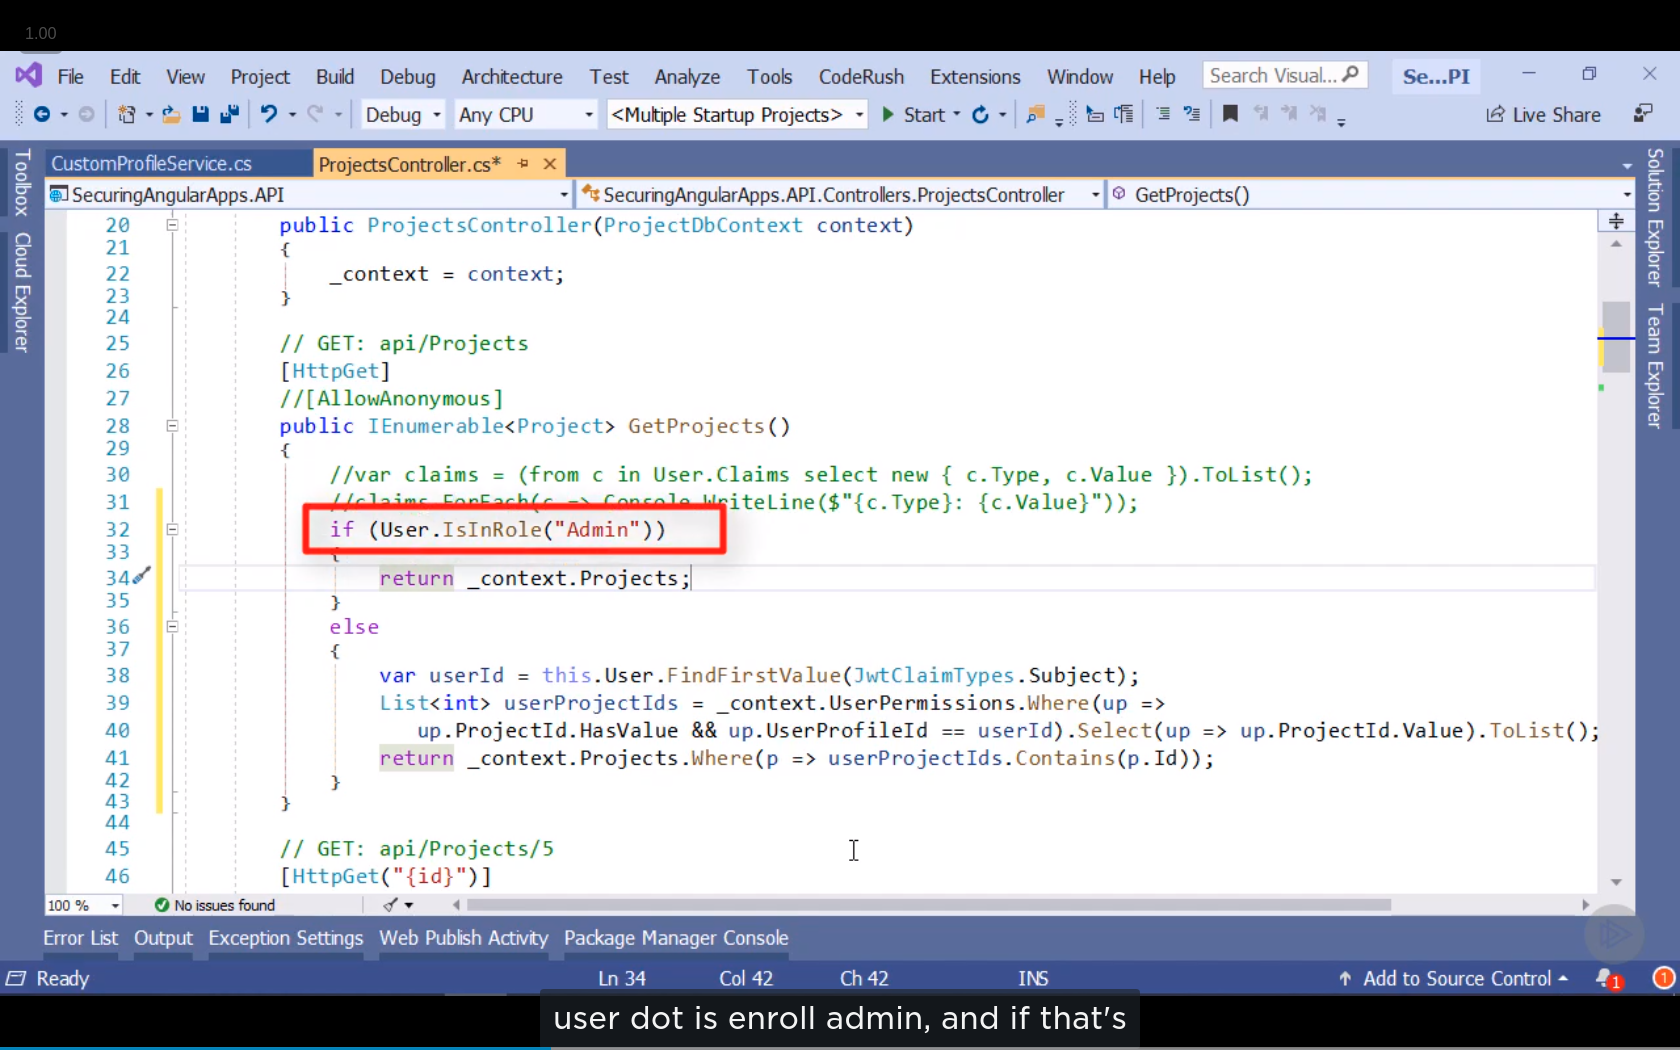 1.00
File Edit View Project Build Debug Architecture Test Analyze Tools CodeRush Extensions Window Help Search Visual... Se...PI
Debug Any CPU <Multiple Startup Projects> Start Live Share
Toolbox
Cloud Explorer
Solution Explorer
Team Explorer
CustomProfileService.cs ProjectsController.cs*
SecuringAngularApps.API SecuringAngularApps.API.Controllers.ProjectsController GetProjects()
20 public ProjectsController(ProjectDbContext context)
21 {
22 _context = context;
23 }
24
25 // GET: api/Projects
26 [HttpGet]
27 //[AllowAnonymous]
28 public IEnumerable<Project> GetProjects()
29 {
30 //var claims = (from c in User.Claims select new { c.Type, c.Value }).ToList();
31 //claims.ForEach(c => Console.WriteLine($"{c.Type}: {c.Value}"));
32 if (User.IsInRole("Admin"))
33 {
34 return _context.Projects;
35 }
36 else
37 {
38 var userId = this.User.FindFirstValue(JwtClaimTypes.Subject);
39 List<int> userProjectIds = _context.UserPermissions.Where(up =>
40 up.ProjectId.HasValue && up.UserProfileId == userId).Select(up => up.ProjectId.Value).ToList();
41 return _context.Projects.Where(p => userProjectIds.Contains(p.Id));
42 }
43 }
44
45 // GET: api/Projects/5
46 [HttpGet("{id}")]
100 % No issues found
Error List Output Exception Settings Web Publish Activity Package Manager Console
Ready Ln 34 Col 42 Ch 42 INS Add to Source Control 1 1
user dot is enroll admin, and if that's